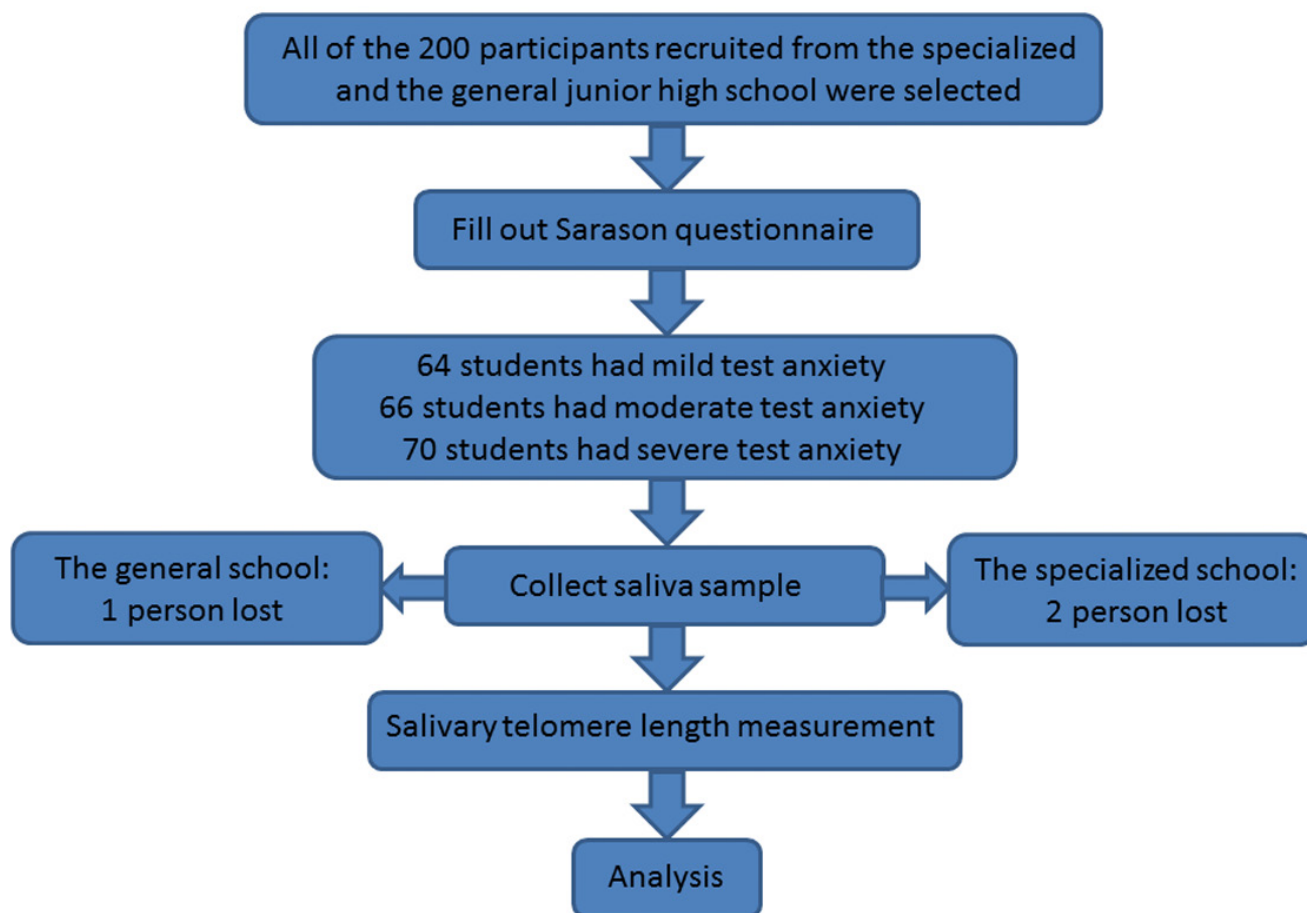 All of the 200 participants recruited from the specialized
and the general junior high school were selected
Fill out Sarason questionnaire
64 students had mild test anxiety
66 students had moderate test anxiety
70 students had severe test anxiety
The general school:
1 person lost
Collect saliva sample
The specialized school:
2 person lost
Salivary telomere length measurement
Analysis